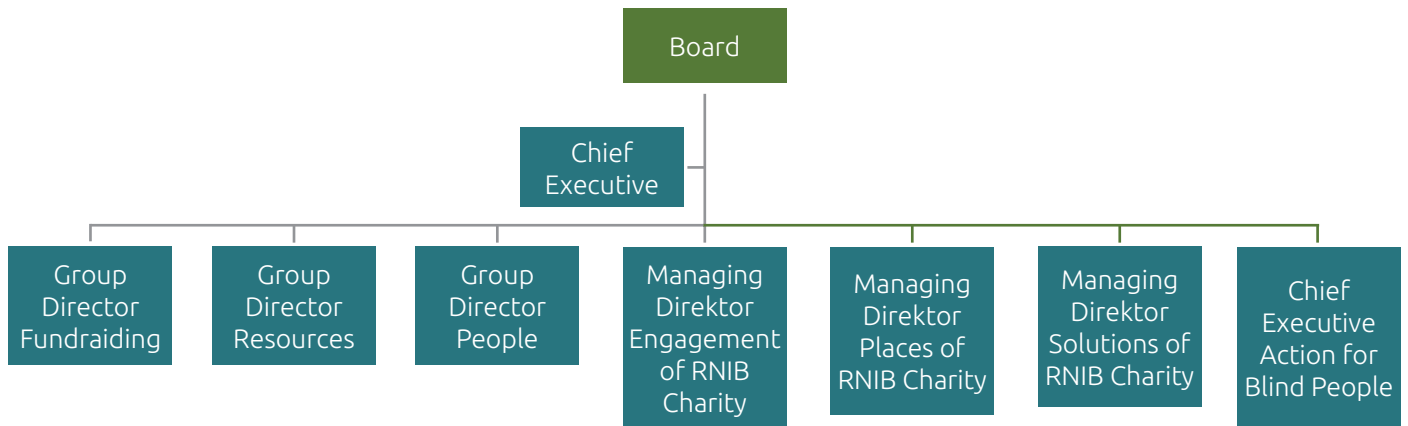 Board
Chief
Executive
Group
Director
Fundraiding
Group
Director
Resources
Group
Director
People
Managing
Direktor
Engagement
of RNIB
Charity
Managing
Direktor
Places of
RNIB Charity
Managing
Direktor
Solutions of
RNIB Charity
Chief
Executive
Action for
Blind People